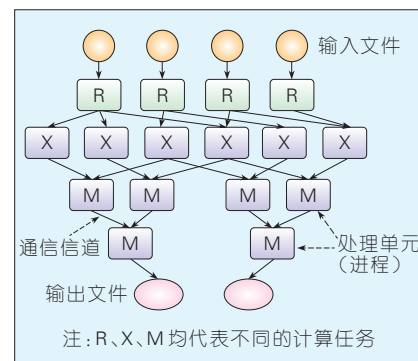 输入文件
R R R R
X X X X X X
M M M M
通信信道
M M
处理单元
(进程)
输出文件
注:R、X、M均代表不同的计算任务